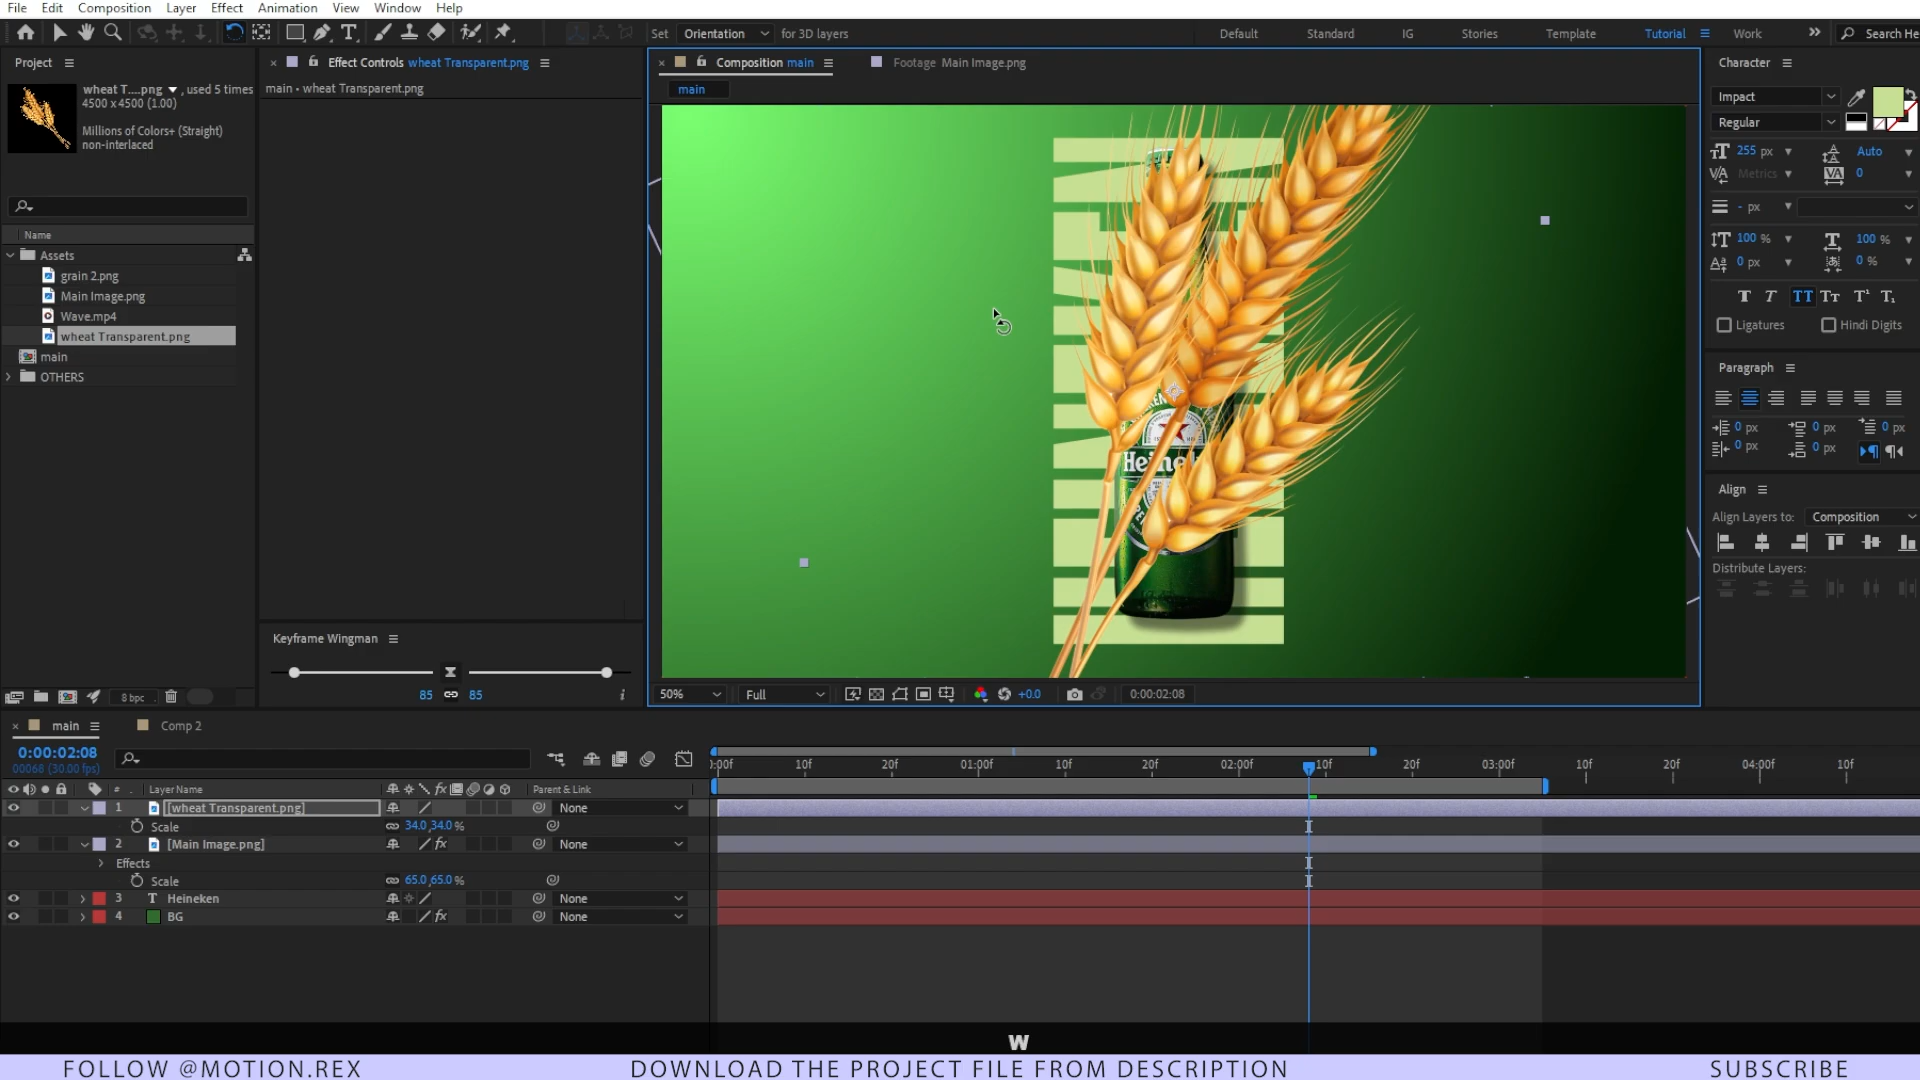 File Edit Composition Layer Effect Animation View Window Help
Set Orientation for 3D layers Default Standard IG Stories Template Tutorial Work Search He
Project
wheat T....png , used 5 times
4500 x 4500 (1.00)
Millions of Colors+ (Straight)
non-interlaced
Name
Assets
grain 2.png
Main Image.png
Wave.mp4
wheat Transparent.png
main
OTHERS
8 bpc
Effect Controls wheat Transparent.png
main • wheat Transparent.png
Keyframe Wingman
85 85
Composition main
Footage Main Image.png
main
50% Full +0.0 0:00:02:08
Character
Impact
Regular
255 px Auto
Metrics 0
- px
100 % 100 %
0 px 0 %
Ligatures Hindi Digits
Paragraph
0 px 0 px 0 px
0 px 0 px
Align
Align Layers to: Composition
Distribute Layers:
main Comp 2
0:00:02:08
00068 (30.00 fps)
:00f 10f 20f 01:00f 10f 20f 02:00f 10f 20f 03:00f 10f 20f 04:00f 10f
# Layer Name Parent & Link
1 [wheat Transparent.png] None
Scale 34.0,34.0 %
2 [Main Image.png] fx None
Effects
Scale 65.0,65.0 %
3 T Heineken None
4 BG fx None
W
FOLLOW @MOTION.REX DOWNLOAD THE PROJECT FILE FROM DESCRIPTION SUBSCRIBE